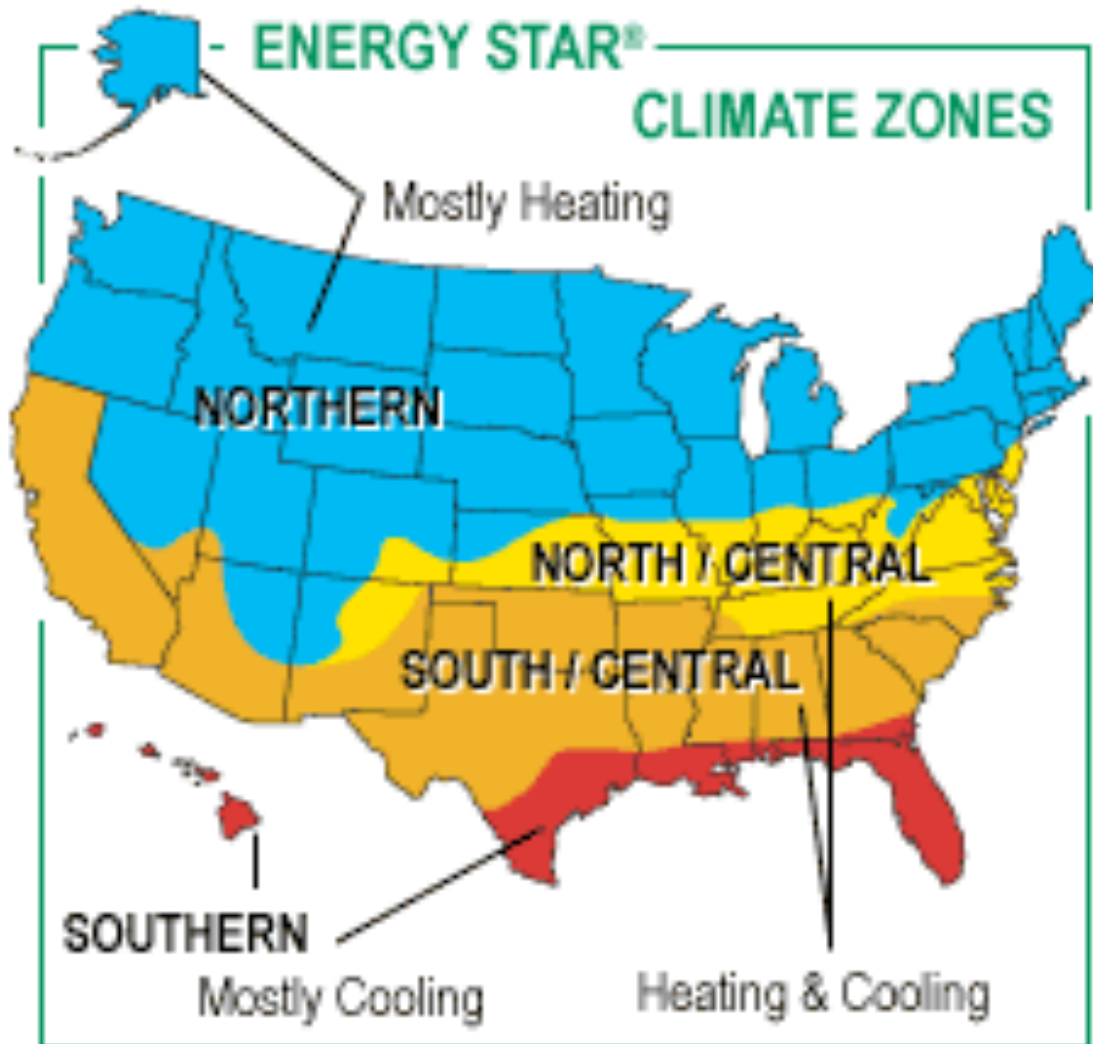 ENERGY STAR®
CLIMATE ZONES
Mostly Heating
NORTHERN
NORTH / CENTRAL
SOUTH / CENTRAL
SOUTHERN
Mostly Cooling
Heating & Cooling